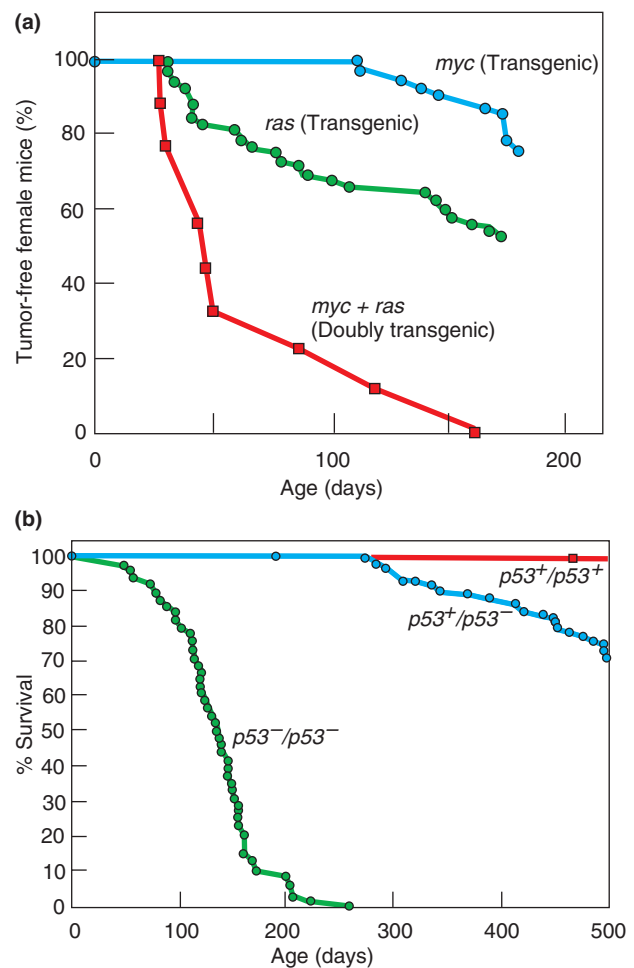 (a)
100
80
60
40
20
0
Tumor-free female mice (%)
myc (Transgenic)
ras (Transgenic)
myc + ras
(Doubly transgenic)
0
100
200
Age (days)
(b)
100
90
80
70
60
50
40
30
20
10
0
% Survival
p53⁺/p53⁺
p53⁺/p53⁻
p53⁻/p53⁻
0
100
200
300
400
500
Age (days)